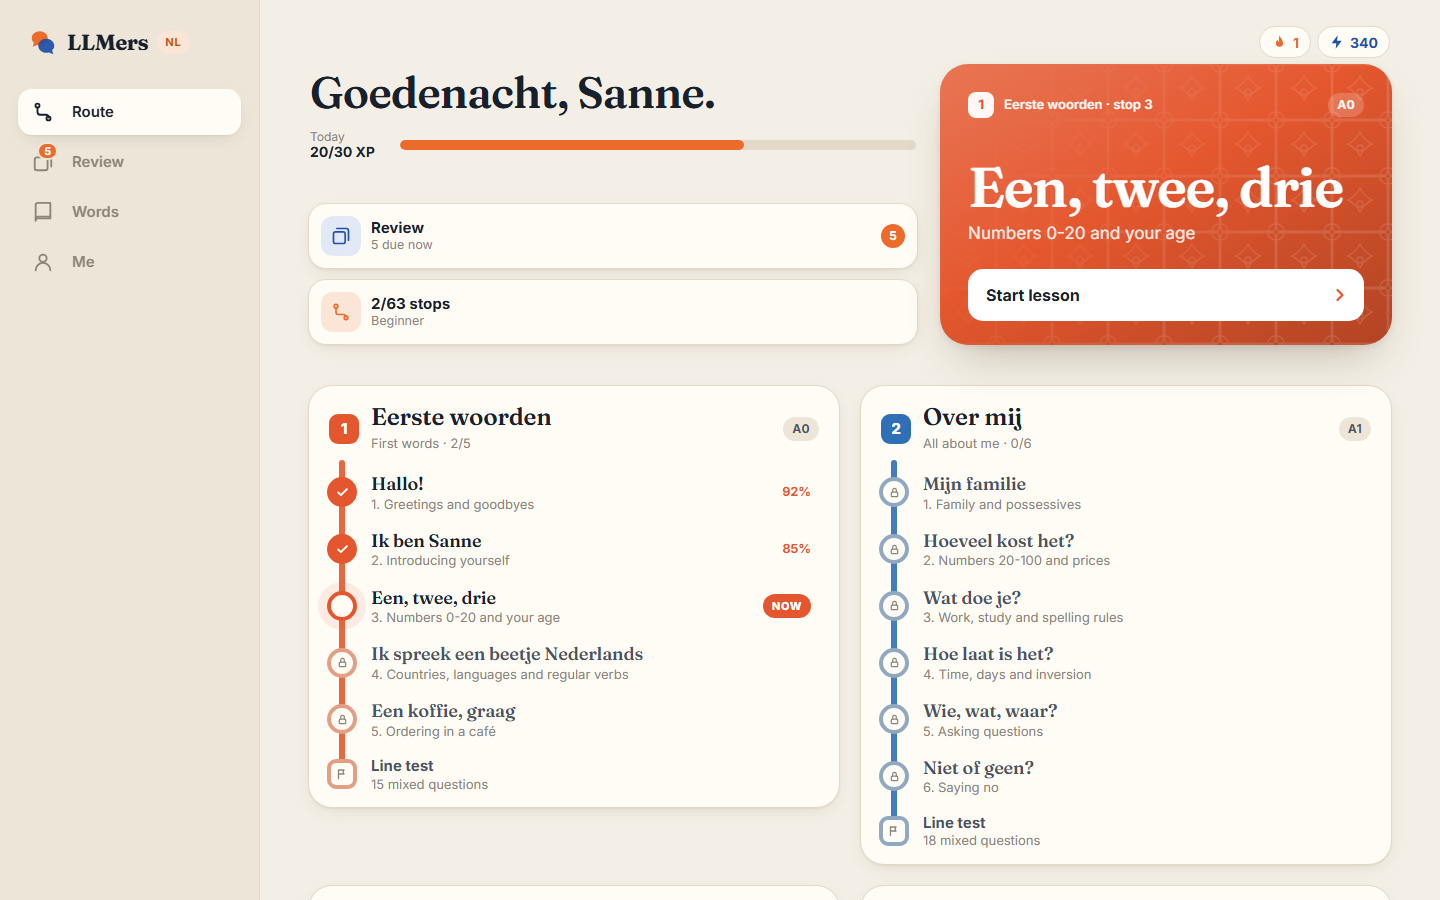 LLMers NL
Route
5
Review
Words
Me
1
340
Goedenacht, Sanne.
Today
20/30 XP
Review
5 due now
5
2/63 stops
Beginner
1 Eerste woorden · stop 3 A0
Een, twee, drie
Numbers 0-20 and your age
Start lesson
1 Eerste woorden A0
First words · 2/5
Hallo! 92%
1. Greetings and goodbyes
Ik ben Sanne 85%
2. Introducing yourself
Een, twee, drie NOW
3. Numbers 0-20 and your age
Ik spreek een beetje Nederlands
4. Countries, languages and regular verbs
Een koffie, graag
5. Ordering in a café
Line test
15 mixed questions
2 Over mij A1
All about me · 0/6
Mijn familie
1. Family and possessives
Hoeveel kost het?
2. Numbers 20-100 and prices
Wat doe je?
3. Work, study and spelling rules
Hoe laat is het?
4. Time, days and inversion
Wie, wat, waar?
5. Asking questions
Niet of geen?
6. Saying no
Line test
18 mixed questions